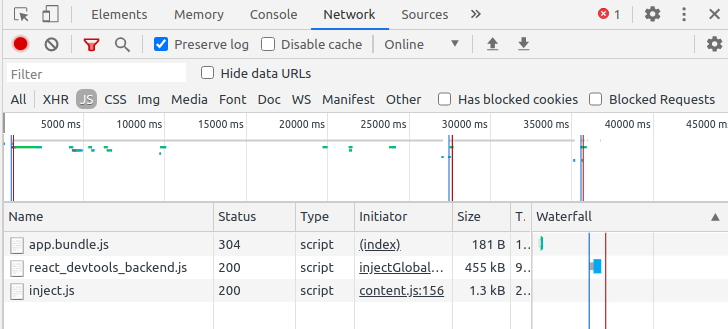 Elements Memory Console Network Sources » 1
Preserve log Disable cache Online
Filter Hide data URLs
All XHR JS CSS Img Media Font Doc WS Manifest Other Has blocked cookies Blocked Requests
5000 ms 10000 ms 15000 ms 20000 ms 25000 ms 30000 ms 35000 ms 40000 ms 45000 m
Name Status Type Initiator Size T. Waterfall
app.bundle.js 304 script (index) 181 B 1..
react_devtools_backend.js 200 script injectGlobal... 455 kB 9..
inject.js 200 script content.js:156 1.3 kB 2..